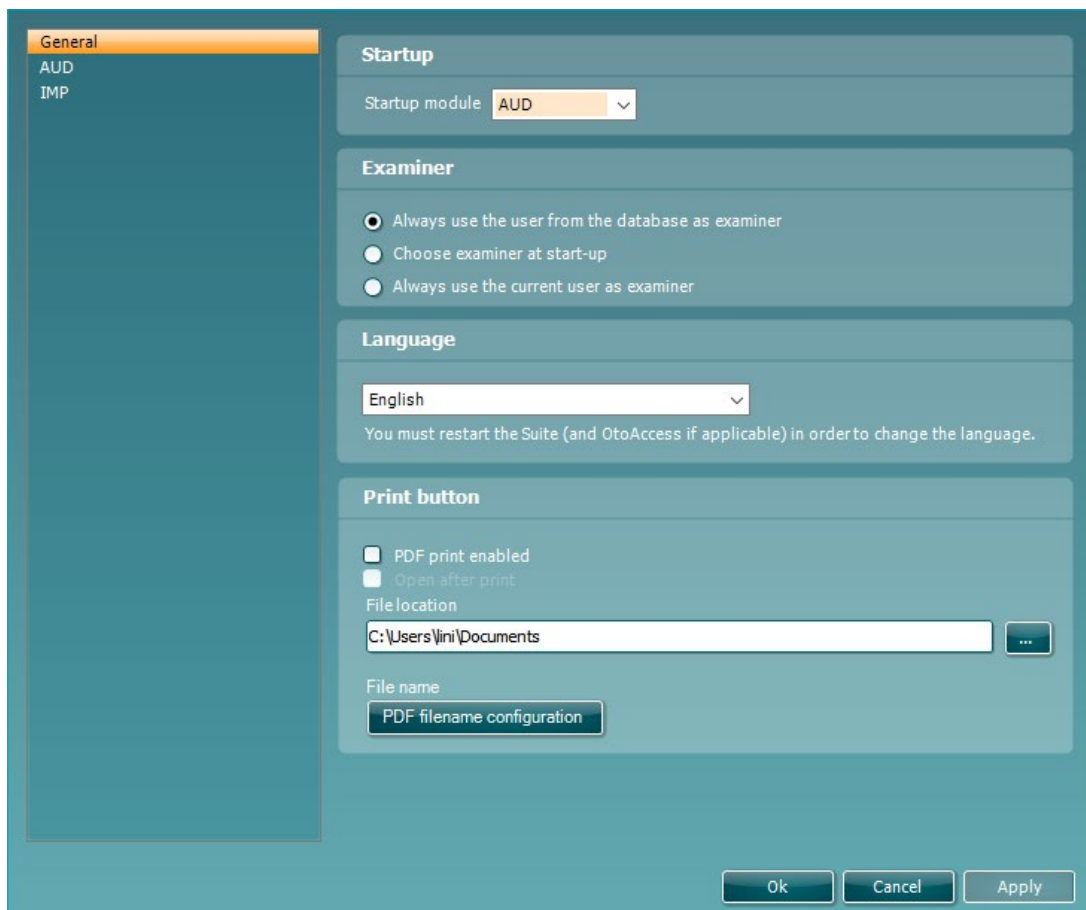 General
AUD
IMP
Startup
Startup module AUD
Examiner
Always use the user from the database as examiner
Choose examiner at start-up
Always use the current user as examiner
Language
English
You must restart the Suite (and OtoAccess if applicable) in order to change the language.
Print button
PDF print enabled
Open after print
File location
C:\Users\lini\Documents
...
File name
PDF filename configuration
Ok Cancel Apply